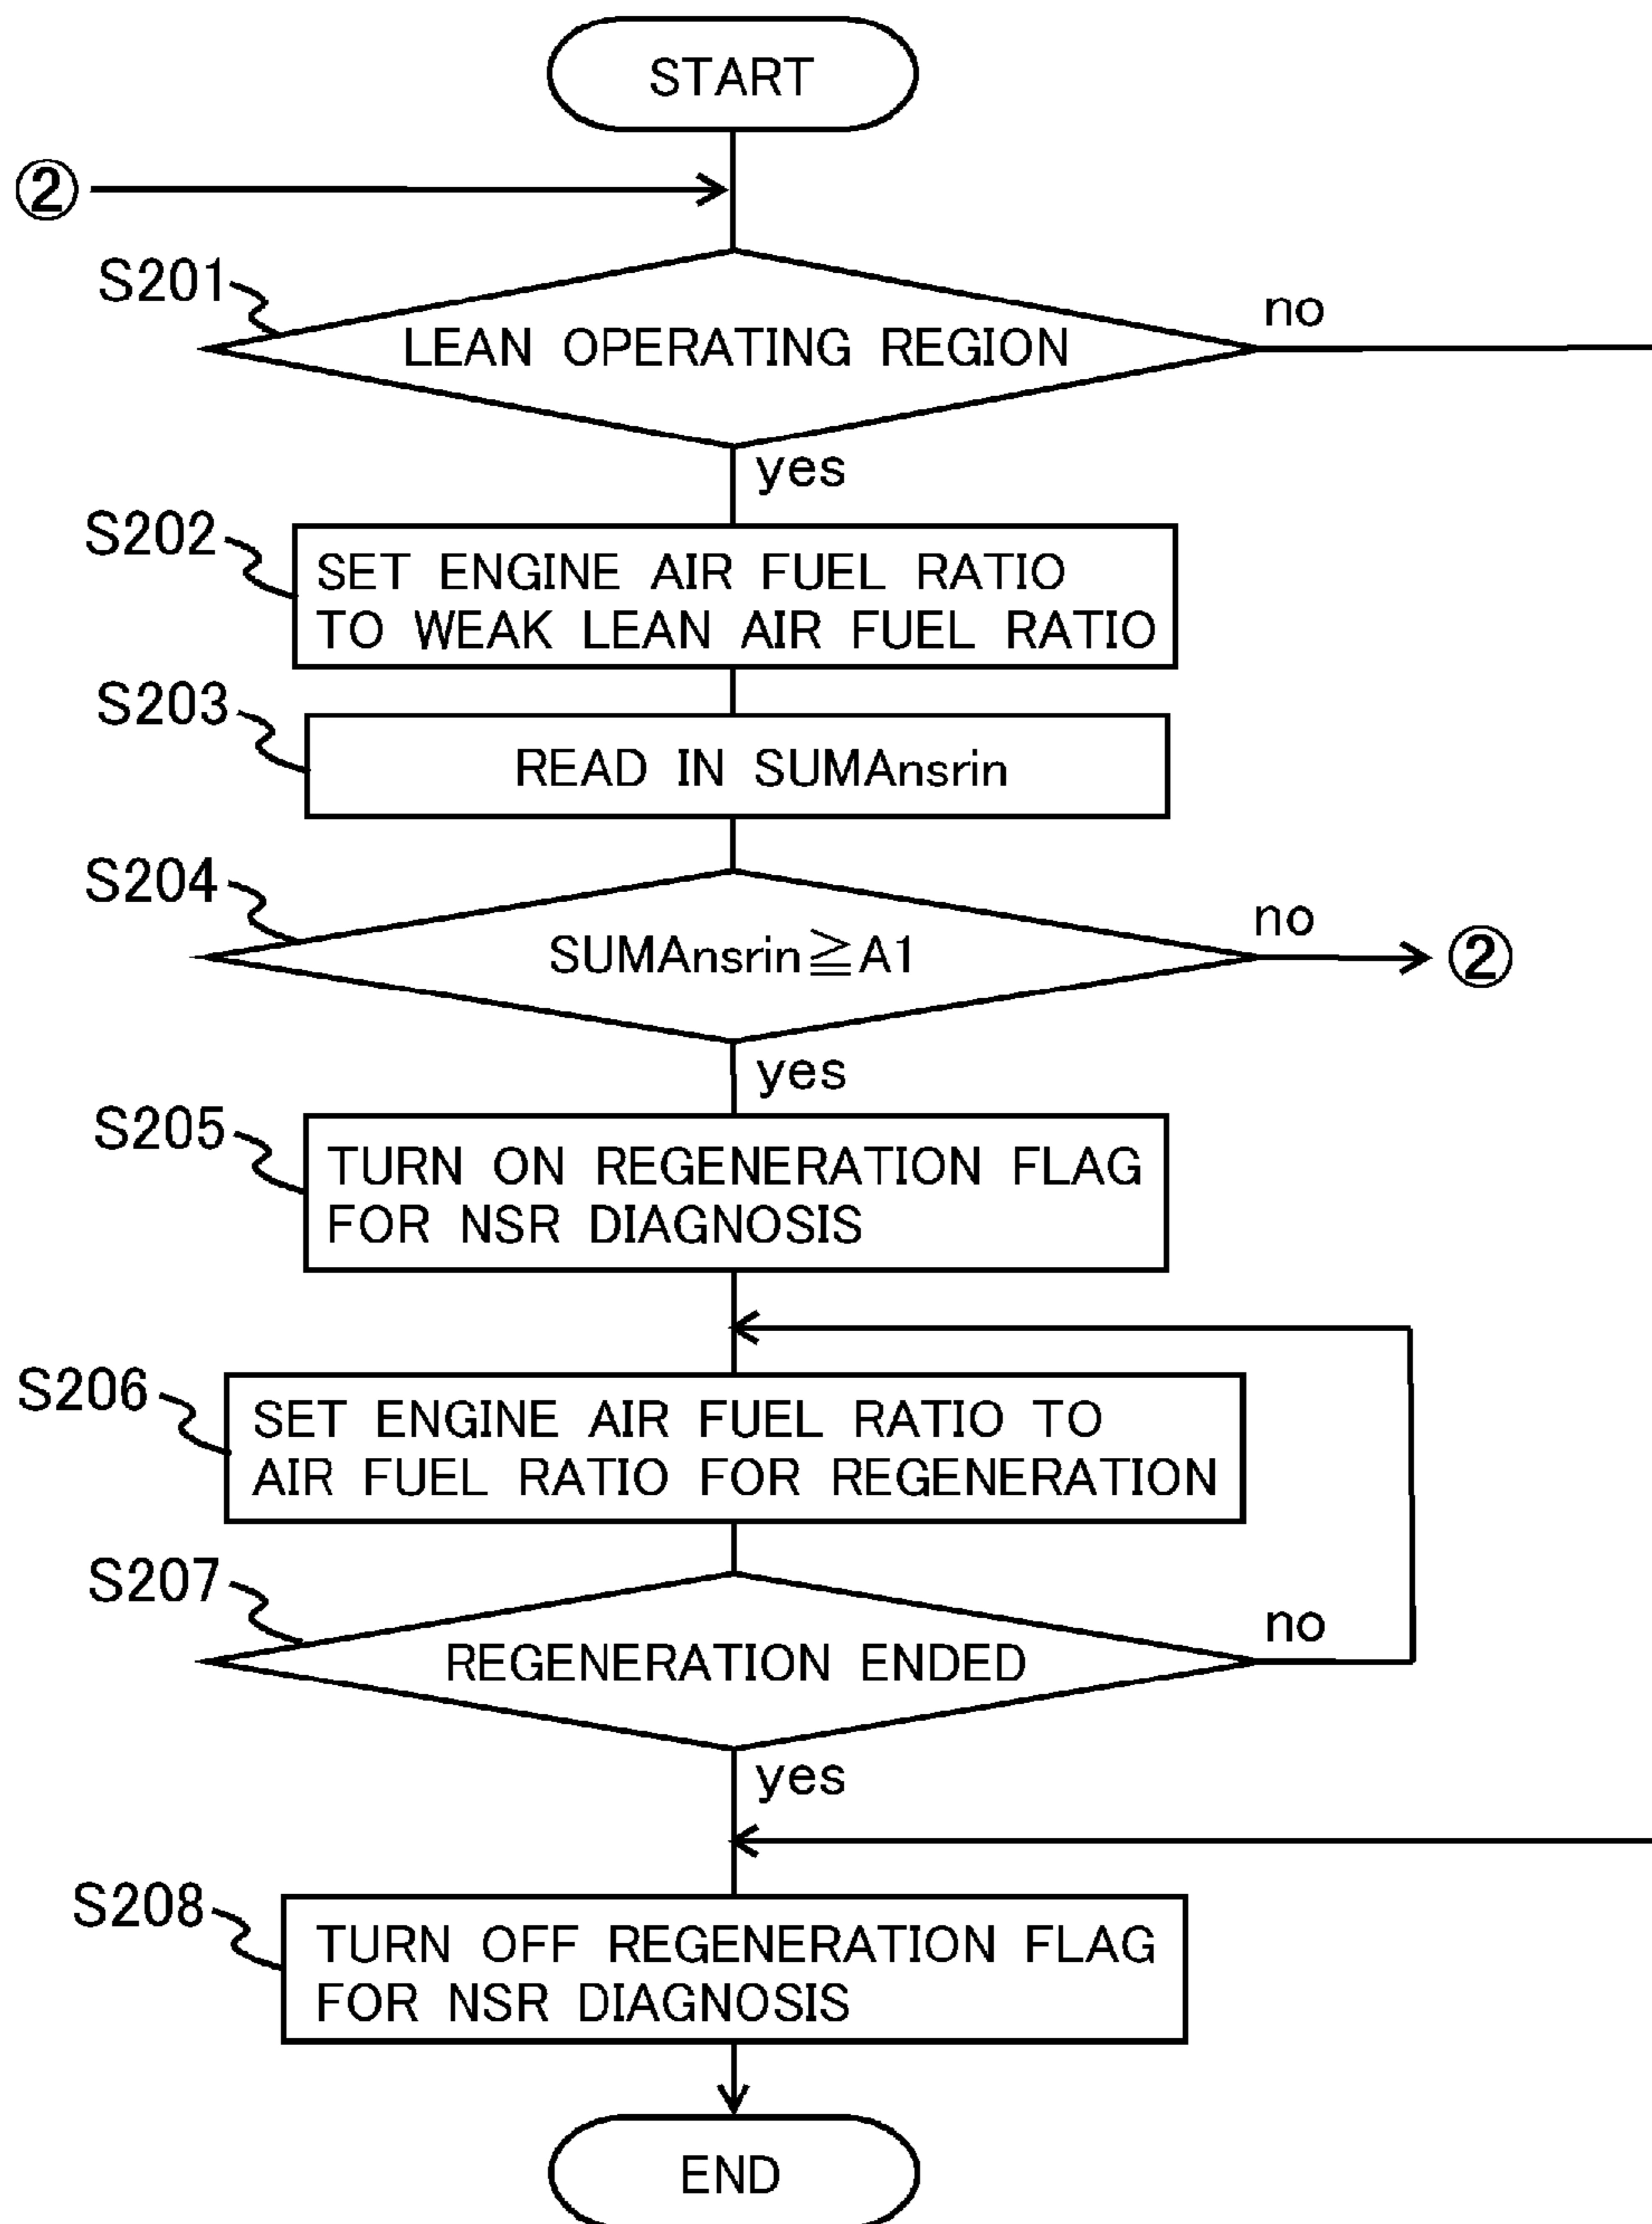 START
②
S201
LEAN OPERATING REGION
no
yes
S202
SET ENGINE AIR FUEL RATIO
TO WEAK LEAN AIR FUEL RATIO
S203
READ IN SUMAnsrin
S204
SUMAnsrin≧A1
no
②
yes
S205
TURN ON REGENERATION FLAG
FOR NSR DIAGNOSIS
S206
SET ENGINE AIR FUEL RATIO TO
AIR FUEL RATIO FOR REGENERATION
S207
REGENERATION ENDED
no
yes
S208
TURN OFF REGENERATION FLAG
FOR NSR DIAGNOSIS
END